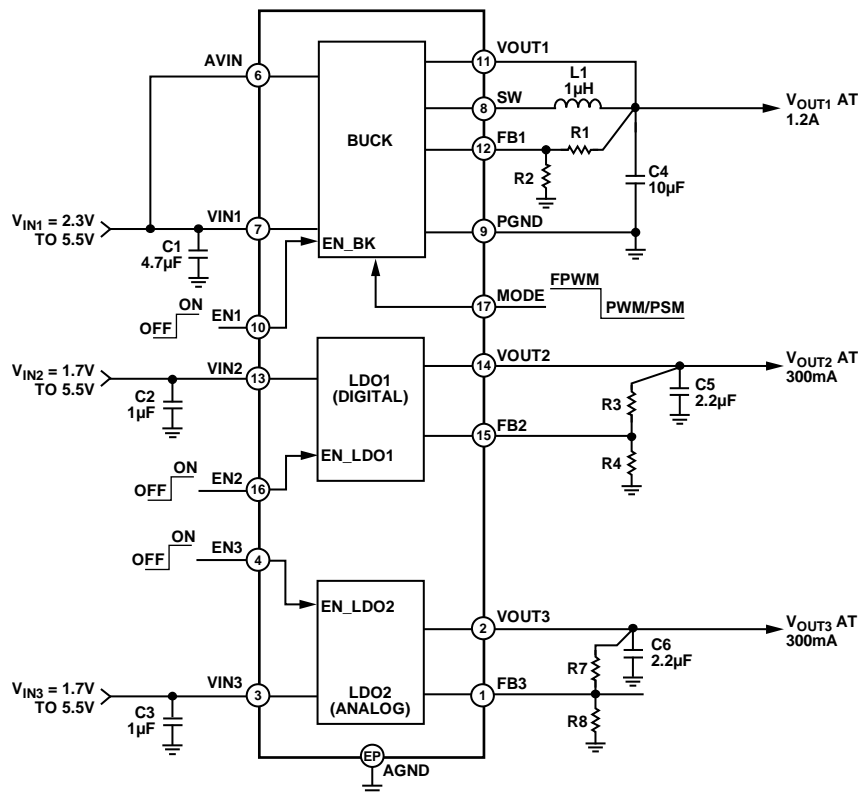 AVIN
6
BUCK
VOUT1
11
SW
8
L1
1µH
VOUT1 AT
1.2A
FB1
12
R1
R2
C4
10µF
VIN1 = 2.3V
TO 5.5V
VIN1
7
C1
4.7µF
EN_BK
PGND
9
ON
OFF
EN1
10
MODE
17
FPWM
PWM/PSM
VIN2 = 1.7V
TO 5.5V
VIN2
13
C2
1µF
LDO1
(DIGITAL)
EN_LDO1
VOUT2
14
VOUT2 AT
300mA
C5
2.2µF
R3
FB2
15
R4
ON
OFF
EN2
16
ON
OFF
EN3
4
EN_LDO2
LDO2
(ANALOG)
VOUT3
2
VOUT3 AT
300mA
C6
2.2µF
R7
FB3
1
R8
VIN3 = 1.7V
TO 5.5V
VIN3
3
C3
1µF
EP
AGND